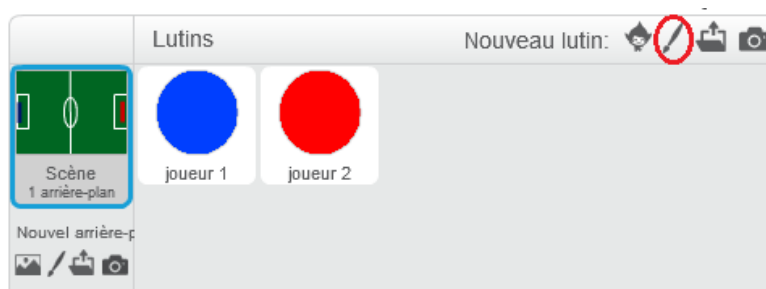 Lutins
Nouveau lutin:
Scène
1 arrière-plan
joueur 1
joueur 2
Nouvel arrière-p